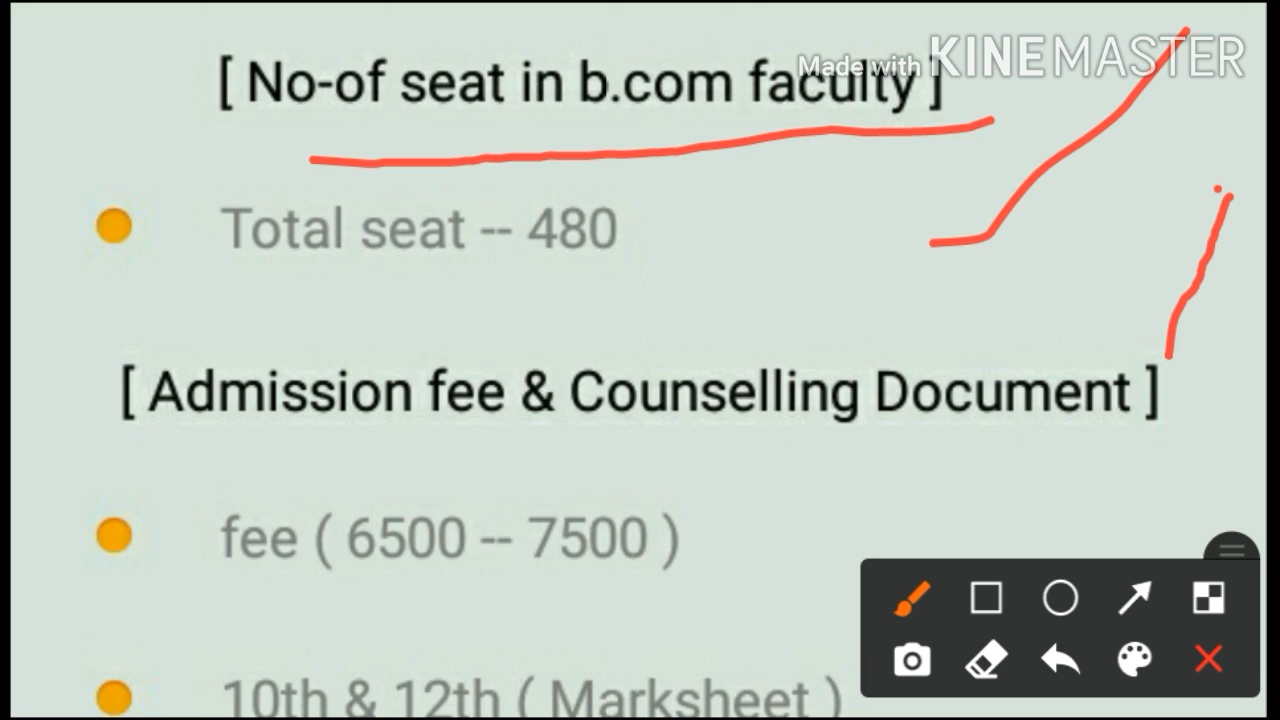 Made with KINEMASTER
[ No-of seat in b.com faculty ]
Total seat -- 480
[ Admission fee & Counselling Document ]
fee ( 6500 -- 7500 )
10th & 12th ( Marksheet )